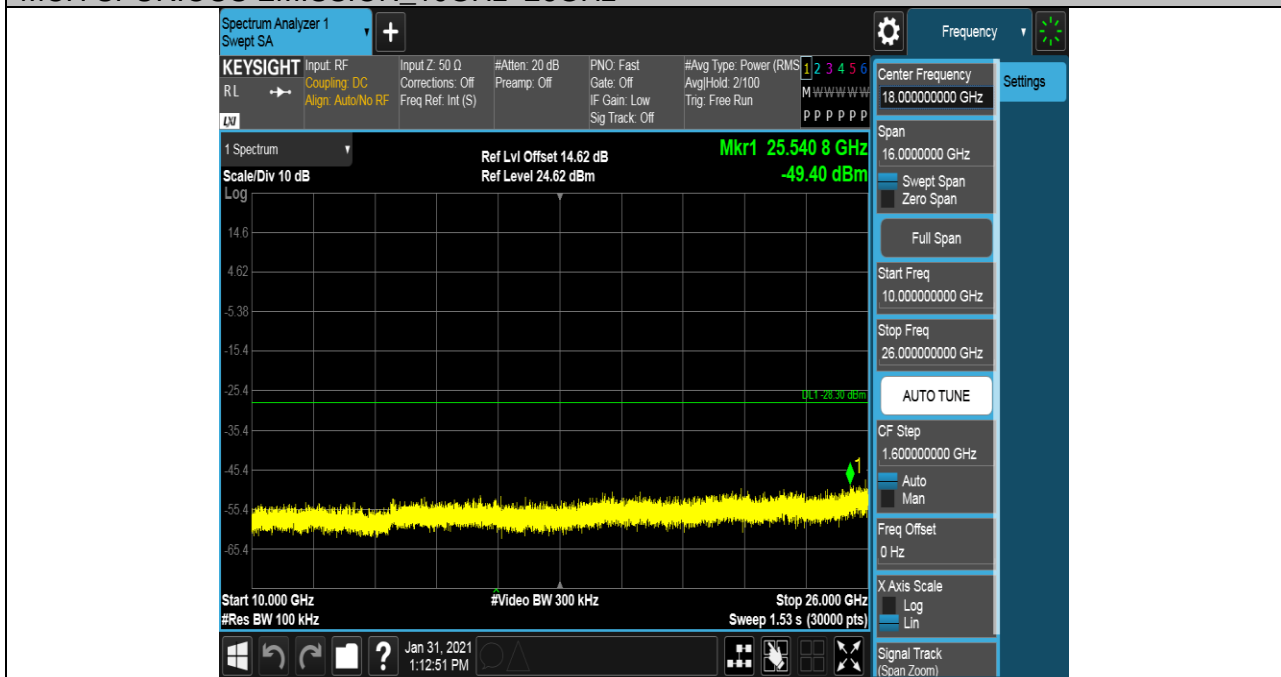 Spectrum Analyzer 1
Swept SA
Frequency
KEYSIGHT
RL
LXI
Input: RF
Coupling: DC
Align: Auto/No RF
Input Z: 50 Ω
Corrections: Off
Freq Ref: Int (S)
#Atten: 20 dB
Preamp: Off
PNO: Fast
Gate: Off
IF Gain: Low
Sig Track: Off
#Avg Type: Power (RMS
Avg|Hold: 2/100
Trig: Free Run
1 2 3 4 5 6
M W W W W W
P P P P P P
Center Frequency
18.000000000 GHz
Settings
1 Spectrum
Scale/Div 10 dB
Ref Lvl Offset 14.62 dB
Ref Level 24.62 dBm
Mkr1 25.540 8 GHz
-49.40 dBm
Span
16.0000000 GHz
Swept Span
Zero Span
Full Span
Start Freq
10.000000000 GHz
Stop Freq
26.000000000 GHz
AUTO TUNE
CF Step
1.600000000 GHz
Auto
Man
Freq Offset
0 Hz
X Axis Scale
Log
Lin
Signal Track
(Span Zoom)
Log
14.6
4.62
-5.38
-15.4
-25.4
DL1 -28.30 dBm
-35.4
-45.4
1
-55.4
-65.4
Start 10.000 GHz
#Video BW 300 kHz
Stop 26.000 GHz
#Res BW 100 kHz
Sweep 1.53 s (30000 pts)
?
Jan 31, 2021
1:12:51 PM